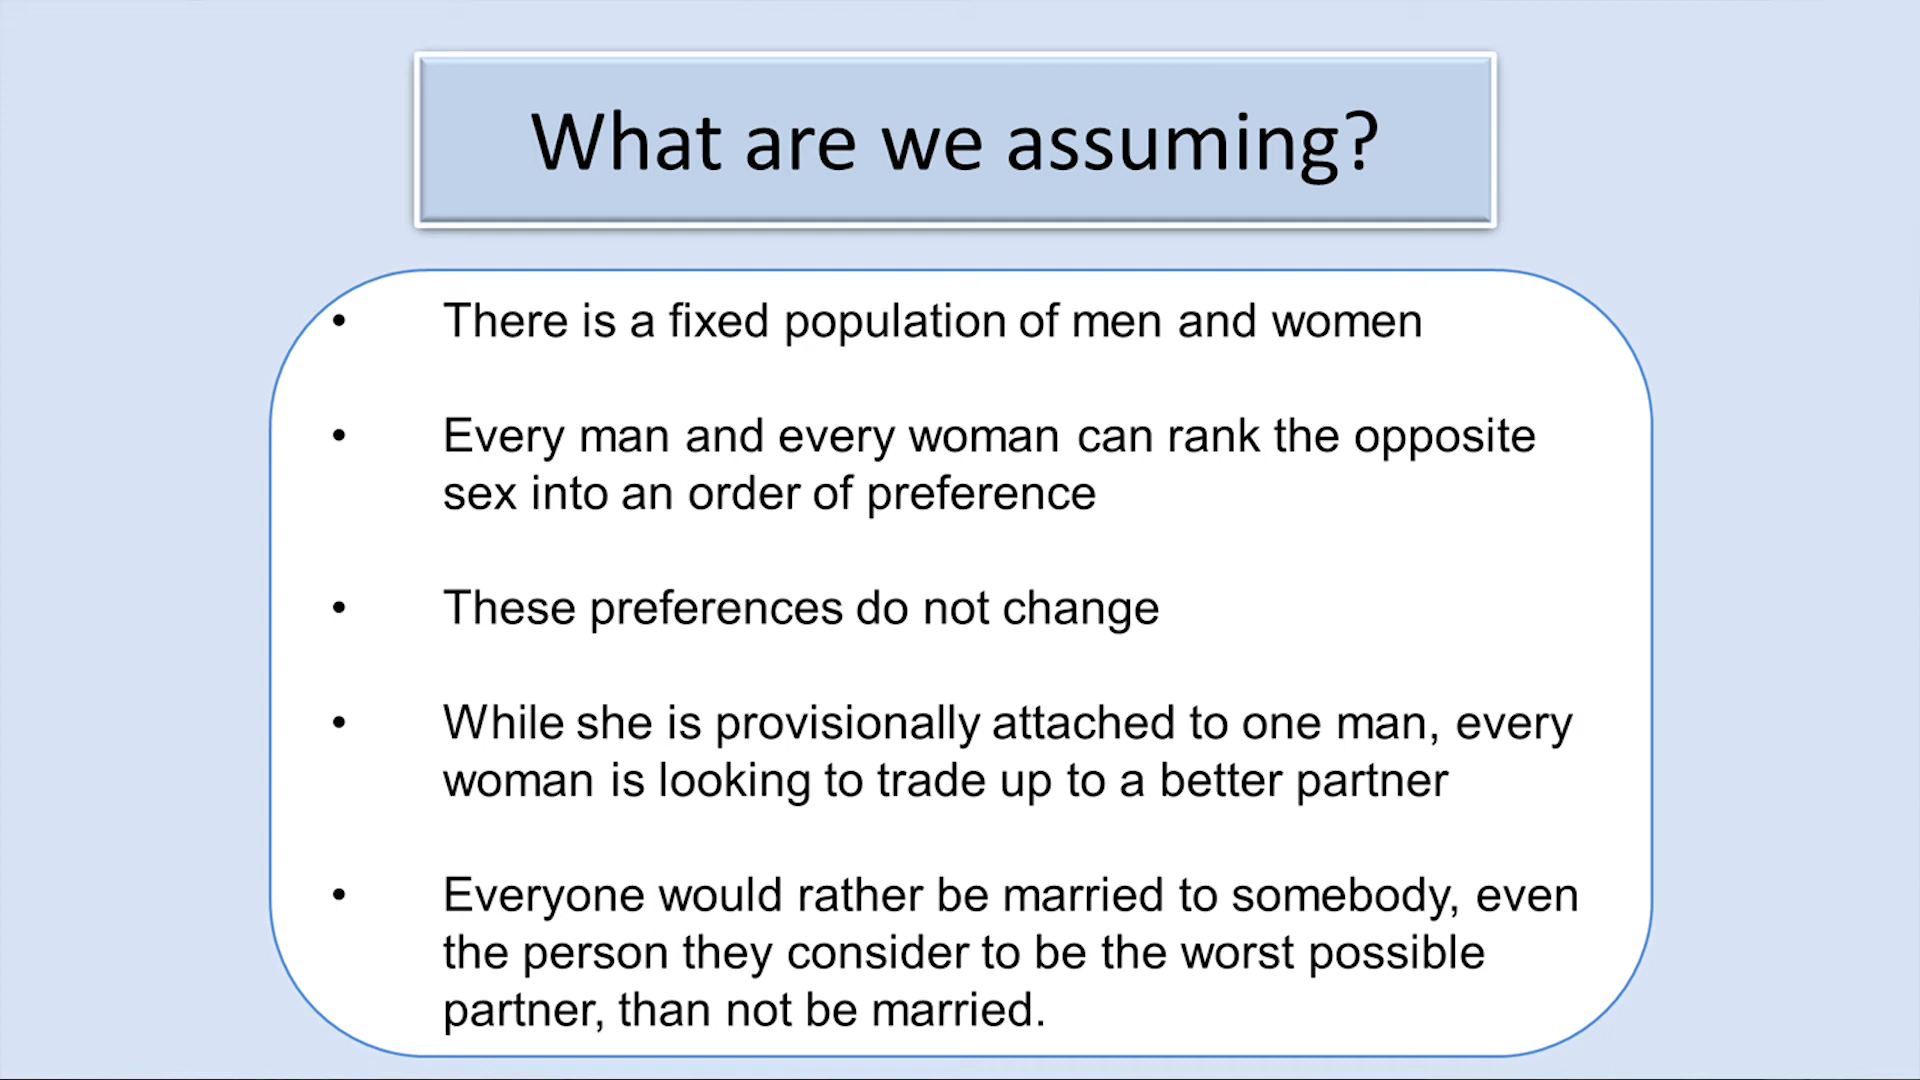 What are we assuming?
• There is a fixed population of men and women
• Every man and every woman can rank the opposite
sex into an order of preference
• These preferences do not change
• While she is provisionally attached to one man, every
woman is looking to trade up to a better partner
• Everyone would rather be married to somebody, even
the person they consider to be the worst possible
partner, than not be married.